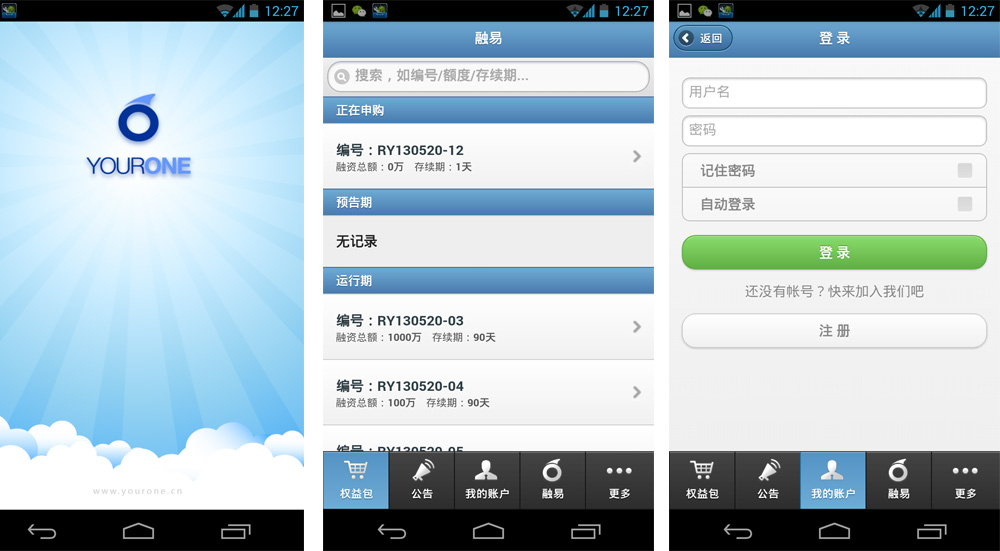 12:27
YOURONE
www.yourone.cn
12:27
融易
搜索，如编号/额度/存续期...
正在申购
编号：RY130520-12
融资总额：0万 存续期：1天
预告期
无记录
运行期
编号：RY130520-03
融资总额：1000万 存续期：90天
编号：RY130520-04
融资总额：100万 存续期：90天
编号：RY130520-05
权益包
公告
我的账户
融易
更多
12:27
返回
登 录
用户名
密码
记住密码
自动登录
登 录
还没有帐号？快来加入我们吧
注 册
权益包
公告
我的账户
融易
更多